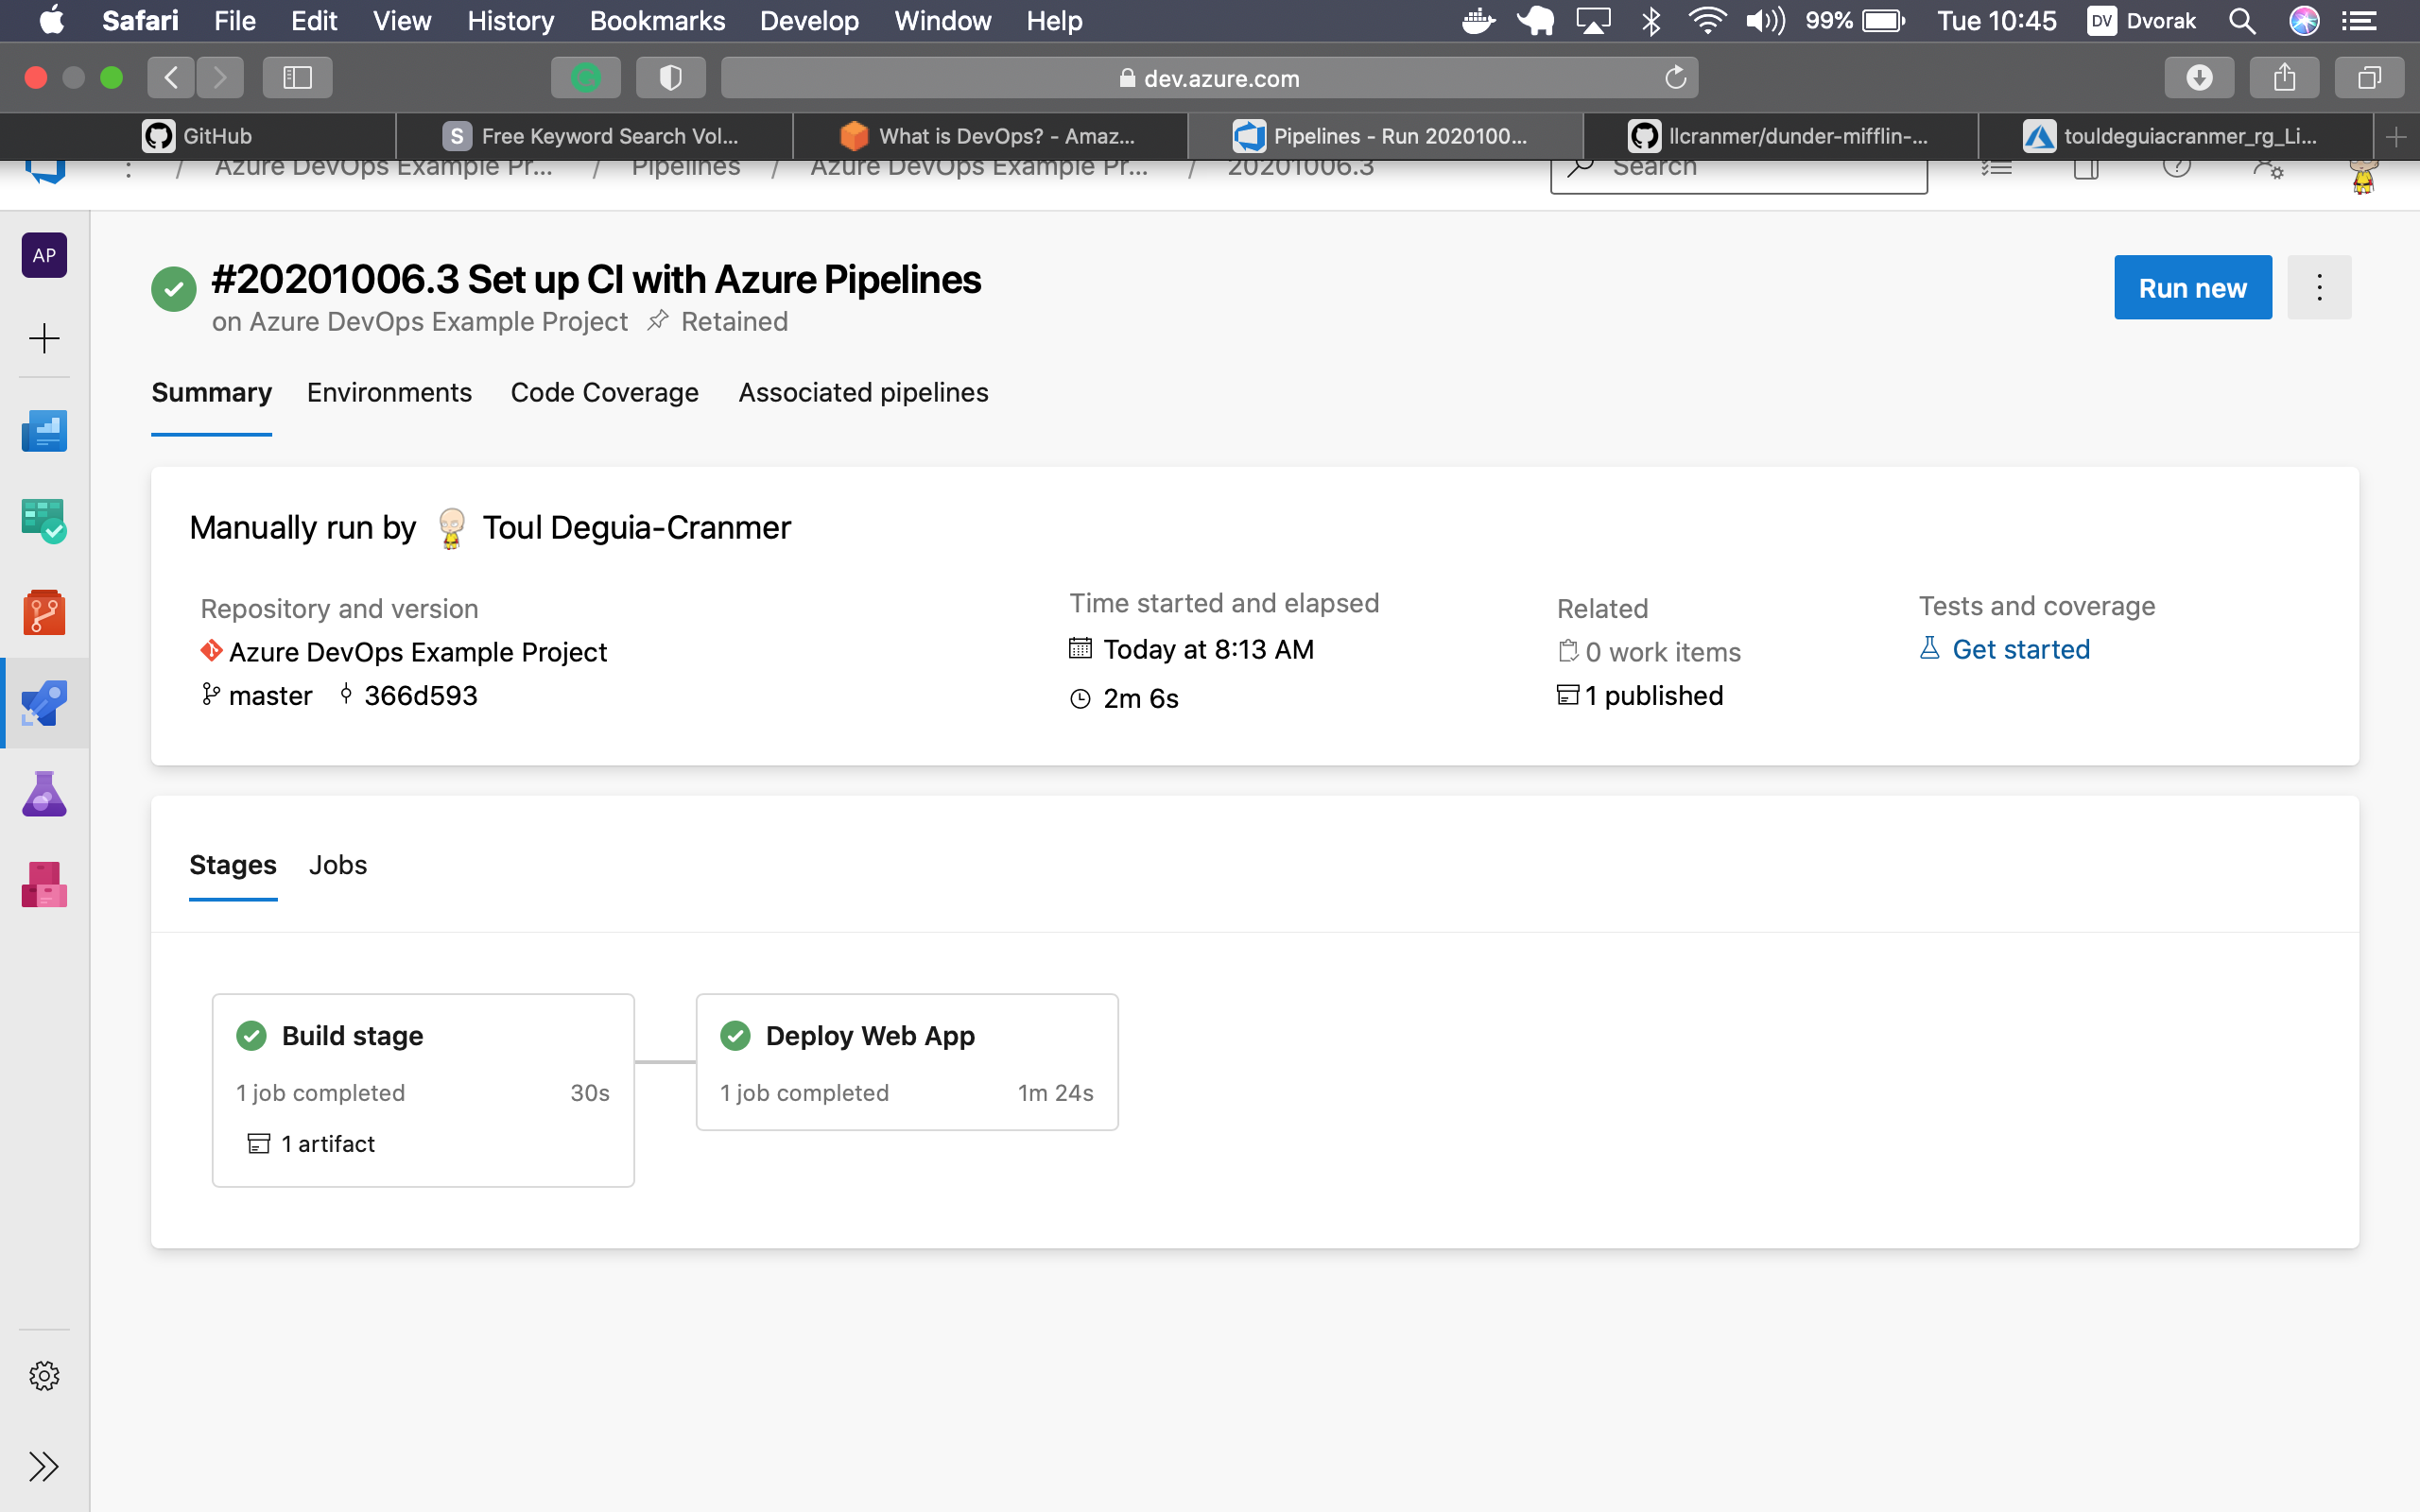 Safari File Edit View History Bookmarks Develop Window Help 99% Tue 10:45 DV Dvorak
dev.azure.com
GitHub S Free Keyword Search Vol... What is DevOps? - Amaz... Pipelines - Run 2020100... llcranmer/dunder-mifflin-... touldeguiacranmer_rg_Li...
/ Azure DevOps Example Pr... / Pipelines / Azure DevOps Example Pr... / 20201006.3 Search
AP
#20201006.3 Set up CI with Azure Pipelines
on Azure DevOps Example Project Retained
Run new
Summary Environments Code Coverage Associated pipelines
Manually run by Toul Deguia-Cranmer
Repository and version
Azure DevOps Example Project
master 366d593
Time started and elapsed
Today at 8:13 AM
2m 6s
Related
0 work items
1 published
Tests and coverage
Get started
Stages Jobs
Build stage
1 job completed 30s
1 artifact
Deploy Web App
1 job completed 1m 24s